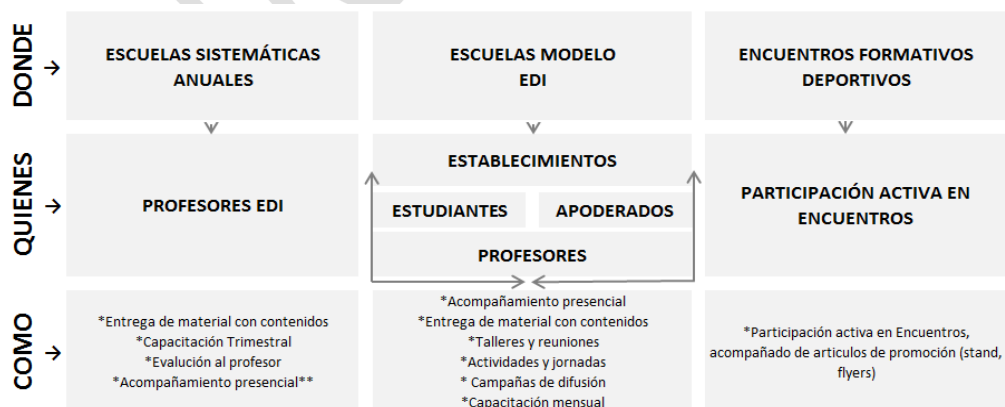 DONDE →
ESCUELAS SISTEMÁTICAS
ANUALES
ESCUELAS MODELO
EDI
ENCUENTROS FORMATIVOS
DEPORTIVOS
QUIENES →
PROFESORES EDI
ESTABLECIMIENTOS
ESTUDIANTES
APODERADOS
PROFESORES
PARTICIPACIÓN ACTIVA EN
ENCUENTROS
COMO →
*Entrega de material con contenidos
*Capacitación Trimestral
*Evalución al profesor
*Acompañamiento presencial**
*Acompañamiento presencial
*Entrega de material con contenidos
*Talleres y reuniones
*Actividades y jornadas
* Campañas de difusión
*Capacitación mensual
*Participación activa en Encuentros,
acompañado de articulos de promoción (stand,
flyers)